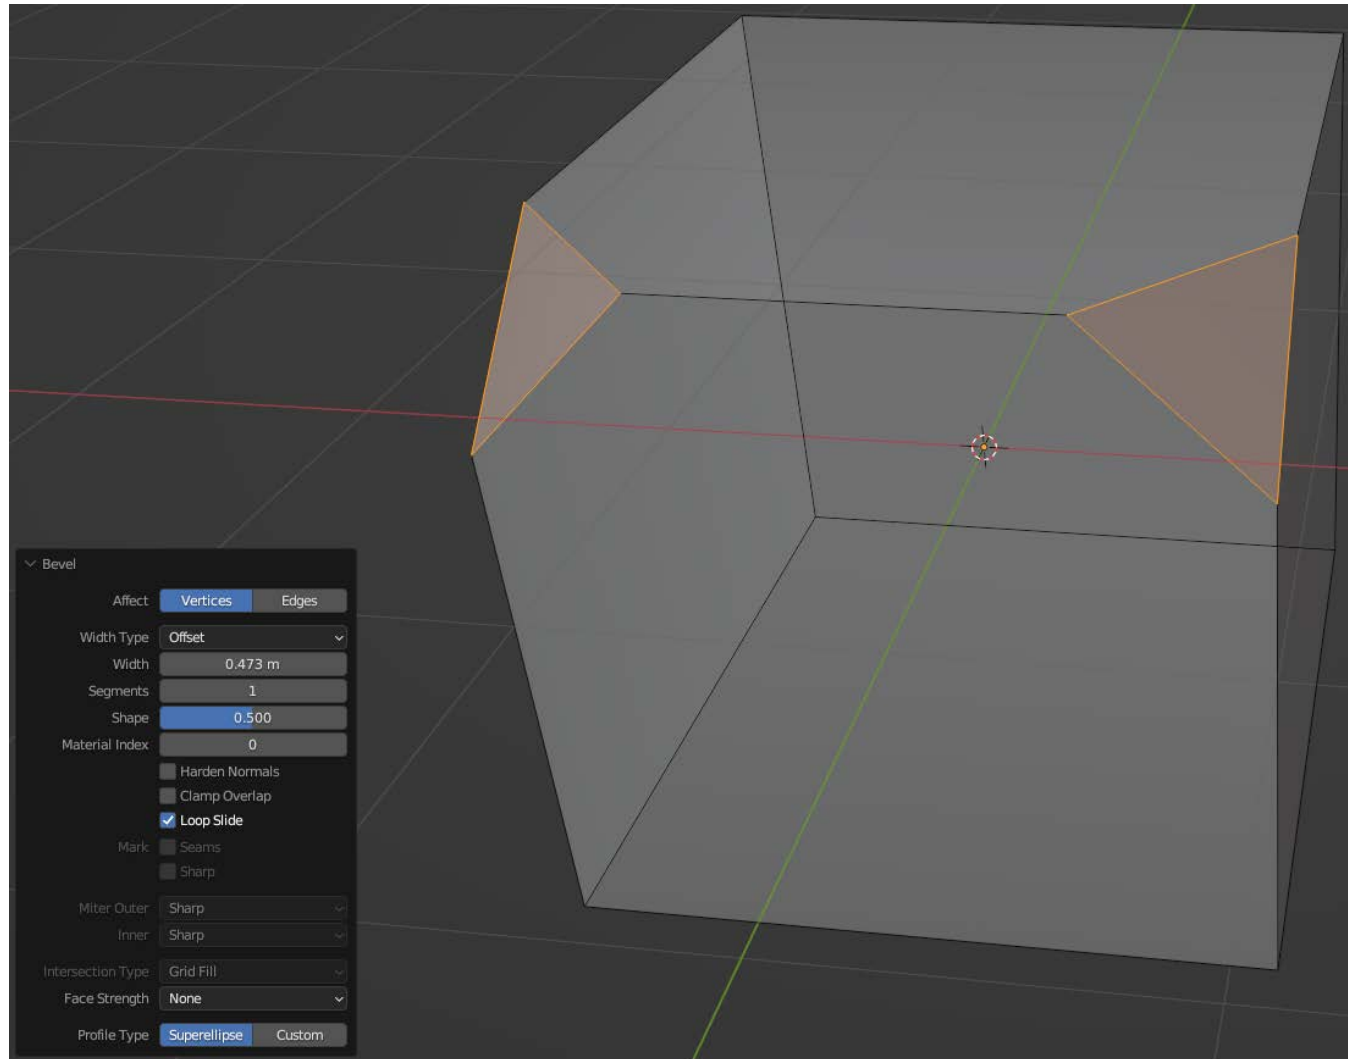 Bevel
Affect Vertices Edges
Width Type Offset
Width 0.473 m
Segments 1
Shape 0.500
Material Index 0
Harden Normals
Clamp Overlap
Loop Slide
Mark Seams
Sharp
Miter Outer Sharp
Inner Sharp
Intersection Type Grid Fill
Face Strength None
Profile Type Superellipse Custom